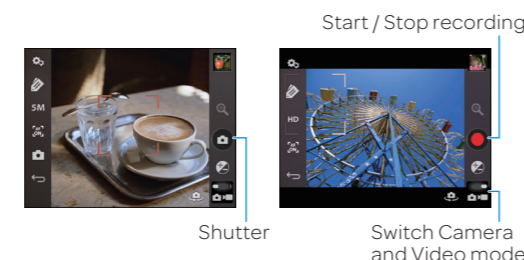 Start / Stop recording
5M
HD
Shutter
Switch Camera
and Video mode